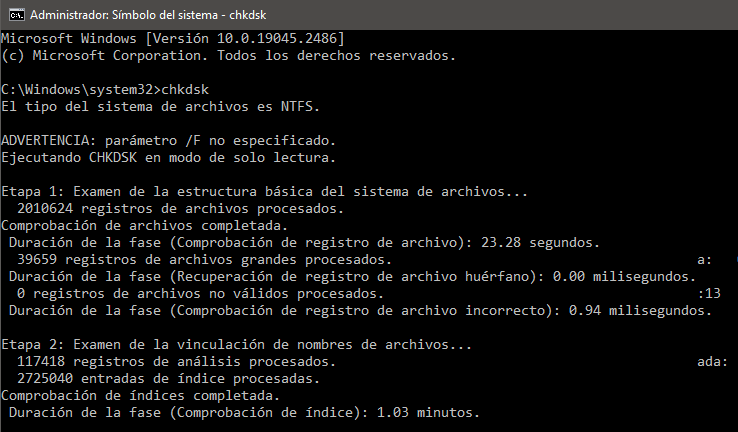 Administrador: Símbolo del sistema - chkdsk
Microsoft Windows [Versión 10.0.19045.2486]
(c) Microsoft Corporation. Todos los derechos reservados.
C:\Windows\system32>chkdsk
El tipo del sistema de archivos es NTFS.
ADVERTENCIA: parámetro /F no especificado.
Ejecutando CHKDSK en modo de solo lectura.
Etapa 1: Examen de la estructura básica del sistema de archivos...
2010624 registros de archivos procesados.
Comprobación de archivos completada.
Duración de la fase (Comprobación de registro de archivo): 23.28 segundos.
39659 registros de archivos grandes procesados. a:
Duración de la fase (Recuperación de registro de archivo huérfano): 0.00 milisegundos.
0 registros de archivos no válidos procesados. :13
Duración de la fase (Comprobación de registro de archivo incorrecto): 0.94 milisegundos.
Etapa 2: Examen de la vinculación de nombres de archivos...
117418 registros de análisis procesados. ada:
2725040 entradas de índice procesadas.
Comprobación de índices completada.
Duración de la fase (Comprobación de índice): 1.03 minutos.